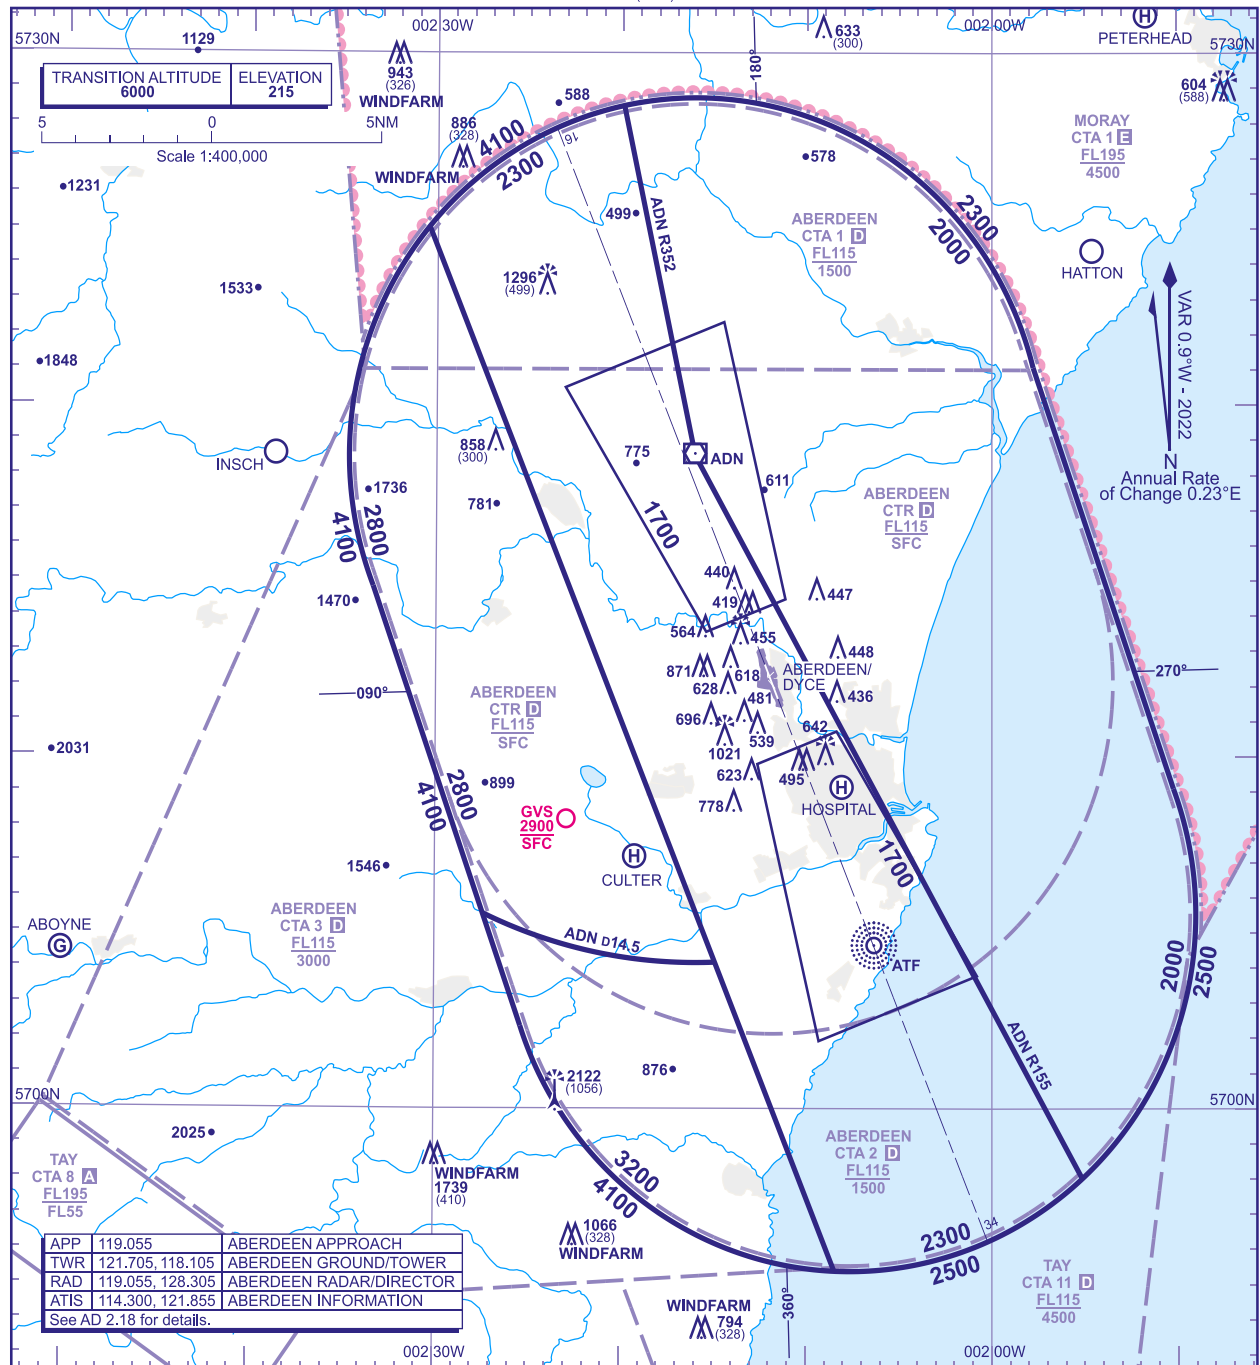 002 30W
002 00W
5730N
5730N
1129
943
(326)
WINDFARM
TRANSITION ALTITUDE
6000
ELEVATION
215
5 0 5NM
Scale 1:400,000
633
(300)
PETERHEAD
H
604
(588)
180°
588
886
(328)
WINDFARM
4100
2300
16
578
MORAY
CTA 1 E
FL195
4500
1231
499
ADN R352
ABERDEEN
CTA 1 D
FL115
1500
2300
2000
HATTON
1296
(499)
1533
1848
VAR 0.9°W - 2022
N
Annual Rate
of Change 0.23°E
INSCH
858
(300)
775
ADN
611
1736
781
2800
4100
1700
ABERDEEN
CTR D
FL115
SFC
1470
440
419
447
564
455
448
871
618
628
ABERDEEN/
DYCE
436
481
696
539
1021
642
090°
270°
ABERDEEN
CTR D
FL115
SFC
2031
623
495
778
H
HOSPITAL
899
2800
4100
GVS
2900
SFC
H
CULTER
1700
1546
ABOYNE
G
ABERDEEN
CTA 3 D
FL115
3000
ADN D14.5
ATF
2000
2500
ADN R155
876
2122
(1056)
5700N
5700N
2025
TAY
CTA 8 A
FL195
FL55
WINDFARM
1739
(410)
3200
4100
1066
(328)
WINDFARM
ABERDEEN
CTA 2 D
FL115
1500
34
2300
2500
TAY
CTA 11 D
FL115
4500
360°
WINDFARM
794
(328)
APP 119.055 ABERDEEN APPROACH
TWR 121.705, 118.105 ABERDEEN GROUND/TOWER
RAD 119.055, 128.305 ABERDEEN RADAR/DIRECTOR
ATIS 114.300, 121.855 ABERDEEN INFORMATION
See AD 2.18 for details.
002 30W
002 00W